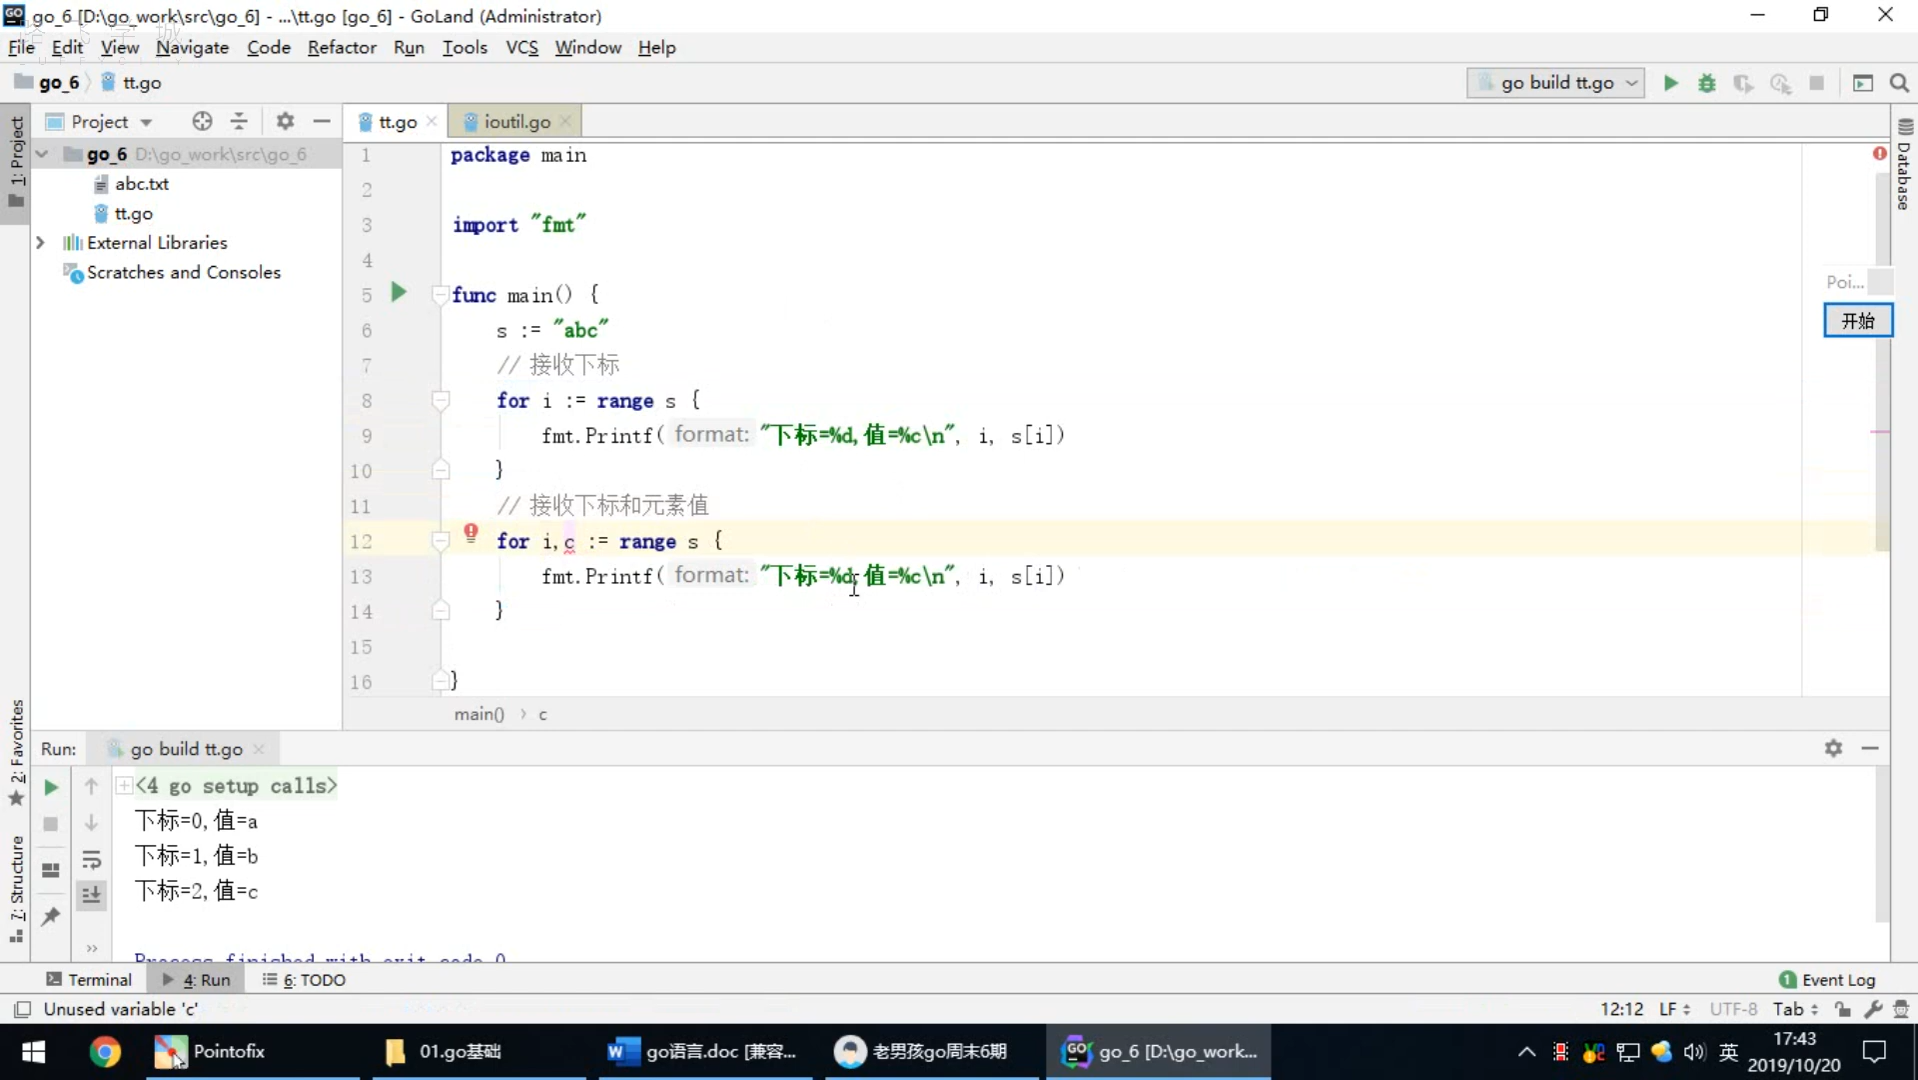 go_6 [D:\go_work\src\go_6] - ...\tt.go [go_6] - GoLand (Administrator)
File Edit View Navigate Code Refactor Run Tools VCS Window Help
go_6 tt.go
go build tt.go
Project
tt.go
ioutil.go
1: Project
go_6 D:\go_work\src\go_6
abc.txt
tt.go
External Libraries
Scratches and Consoles
1 package main
2
3 import "fmt"
4
5 func main() {
6 s := "abc"
7 // 接收下标
8 for i := range s {
9 fmt.Printf( format: "下标=%d,值=%c\n", i, s[i])
10 }
11 // 接收下标和元素值
12 for i,c := range s {
13 fmt.Printf( format: "下标=%d,值=%c\n", i, s[i])
14 }
15
16 }
main() › c
Database
Poi...
开始
2: Favorites
7: Structure
Run: go build tt.go
<4 go setup calls>
下标=0,值=a
下标=1,值=b
下标=2,值=c
Process finished with exit code 0
Terminal 4: Run 6: TODO
1 Event Log
Unused variable 'c'
12:12 LF UTF-8 Tab
Pointofix
01.go基础
go语言.doc [兼容...
老男孩go周末6期
go_6 [D:\go_work...
英
17:43
2019/10/20